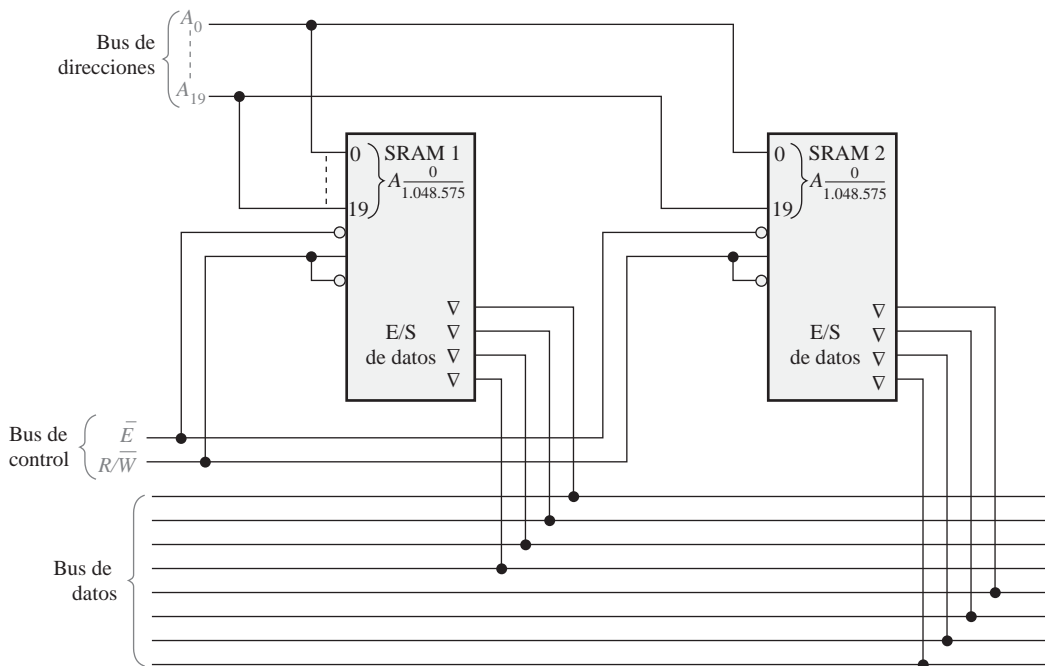 Bus de
direcciones
A0
A19
0
SRAM 1
A 0
1.048.575
19
E/S
de datos
∇
∇
∇
∇
0
SRAM 2
A 0
1.048.575
19
E/S
de datos
∇
∇
∇
∇
Bus de
control
E̅
R/W̅
Bus de
datos